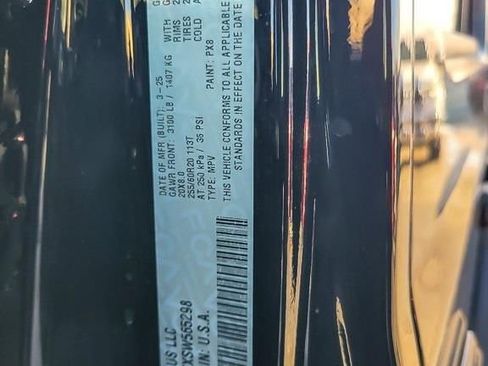 US LLC
XSW565298
IN: U.S.A.
DATE OF MFR (BUILT): 3-25
GAWR FRONT: 3100 LB / 1407 KG WITH
20X8.0 RIMS
255/60R20 113T TIRES
AT 250 kPa / 36 PSI COLD
TYPE: MPV PAINT: PX8
THIS VEHICLE CONFORMS TO ALL APPLICABLE
STANDARDS IN EFFECT ON THE DATE